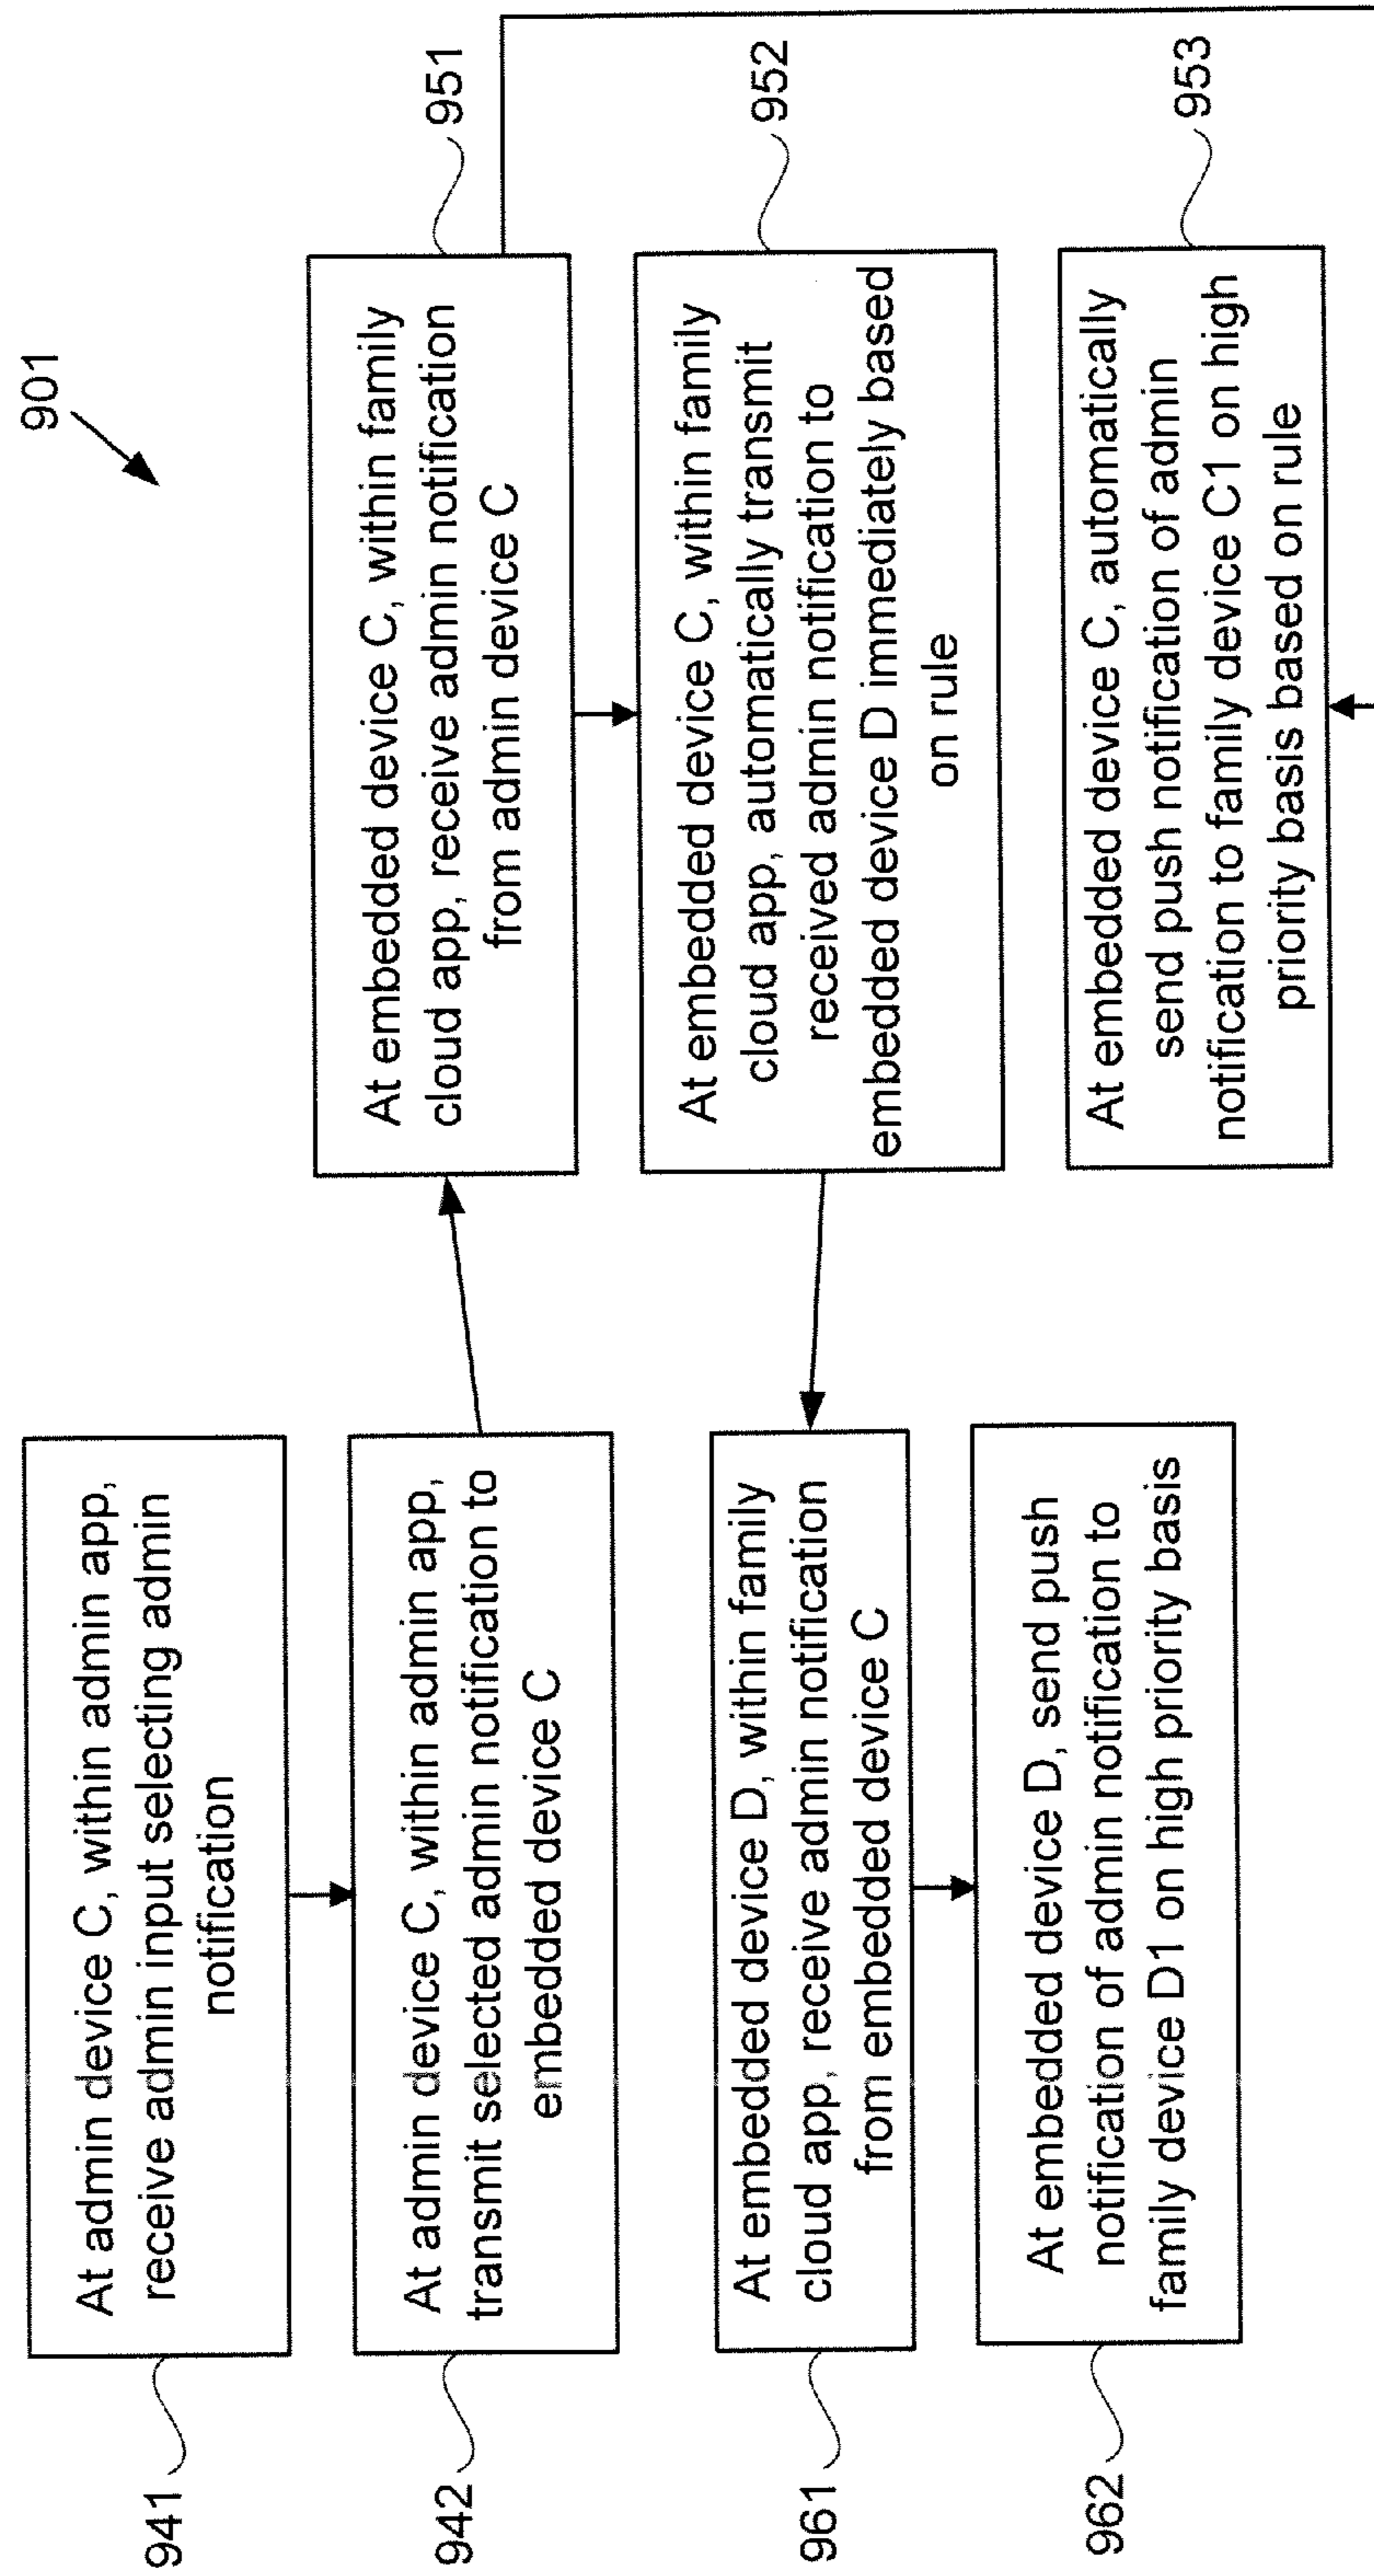 901
941
At admin device C, within admin app,
receive admin input selecting admin
notification
942
At admin device C, within admin app,
transmit selected admin notification to
embedded device C
951
At embedded device C, within family
cloud app, receive admin notification
from admin device C
952
At embedded device C, within family
cloud app, automatically transmit
received admin notification to
embedded device D immediately based
on rule
961
At embedded device D, within family
cloud app, receive admin notification
from embedded device C
962
At embedded device D, send push
notification of admin notification to
family device D1 on high priority basis
953
At embedded device C, automatically
send push notification of admin
notification to family device C1 on high
priority basis based on rule